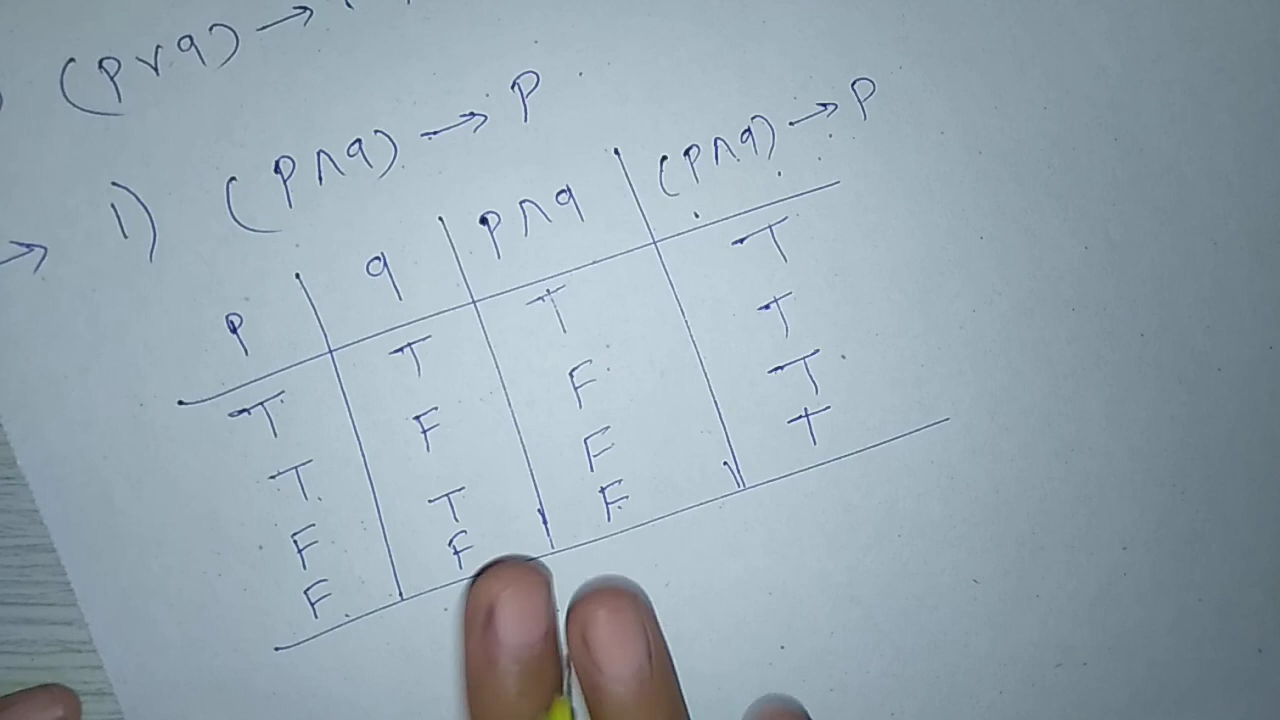 (p∨q) →
1) (p∧q) → p
p q p∧q (p∧q) → p
T T T T
T F F T
F T F T
F F F T